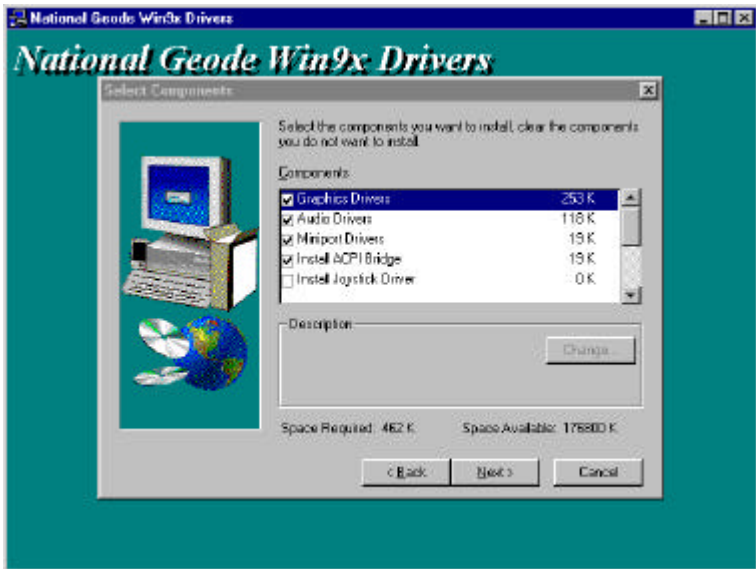 National Geode Win9x Drivers
National Geode Win9x Drivers
Select Components
Select the components you want to install, clear the components
you do not want to install.
Components
Graphics Drivers 253 K
Audio Drivers 118 K
Miniport Drivers 19 K
Install ACPI Bridge 19 K
Install Joystick Driver 0 K
Description
Change...
Space Required: 462 K Space Available: 176800 K
< Back Next > Cancel